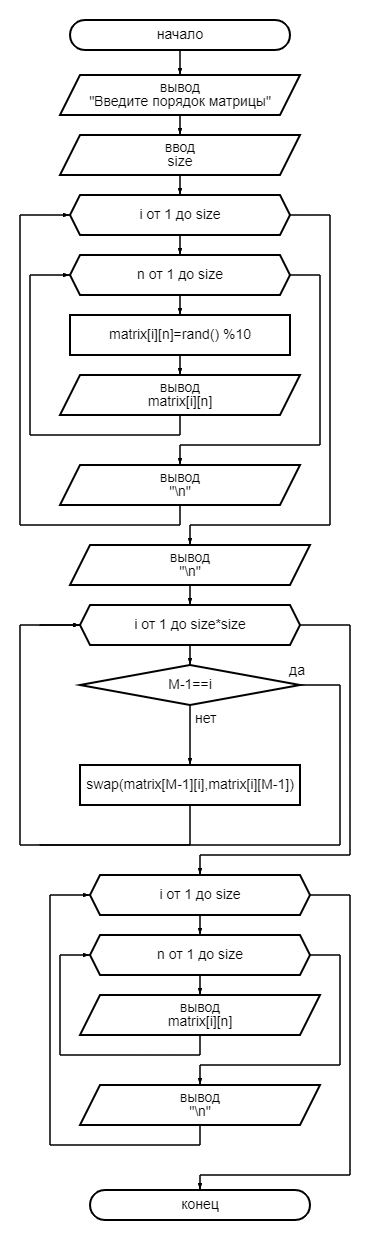 начало
вывод
"Введите порядок матрицы"
ввод
size
i от 1 до size
n от 1 до size
matrix[i][n]=rand() %10
вывод
matrix[i][n]
вывод
"\n"
вывод
"\n"
i от 1 до size*size
M-1==i
да
нет
swap(matrix[M-1][i],matrix[i][M-1])
i от 1 до size
n от 1 до size
вывод
matrix[i][n]
вывод
"\n"
конец